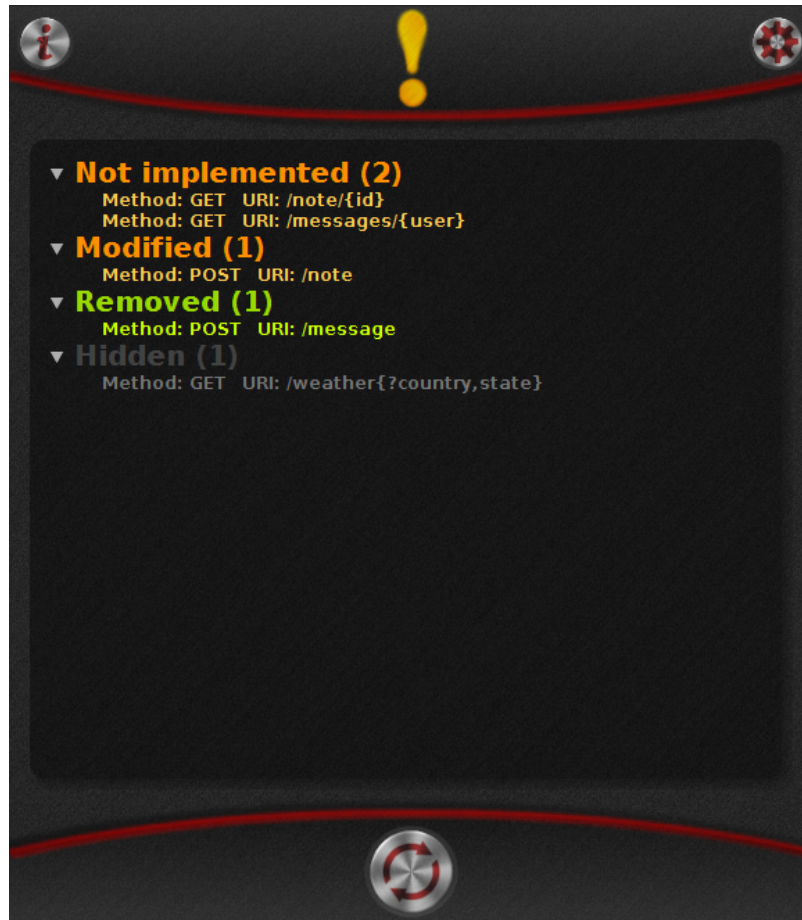 Not implemented (2)
Method: GET URI: /note/{id}
Method: GET URI: /messages/{user}
Modified (1)
Method: POST URI: /note
Removed (1)
Method: POST URI: /message
Hidden (1)
Method: GET URI: /weather{?country,state}